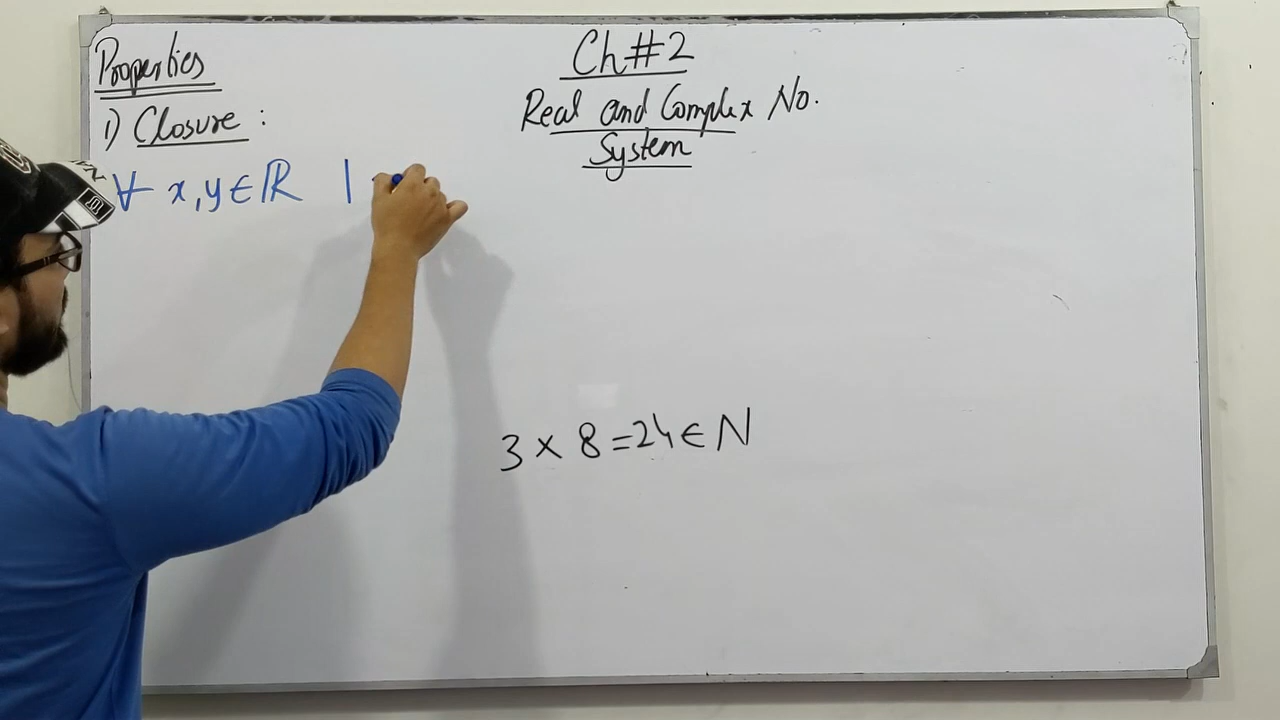 Properties
Ch#2
Real and Complex No.
System
1) Closure :
∀ x,y∈ℝ |
3 × 8 =24 ∈ N